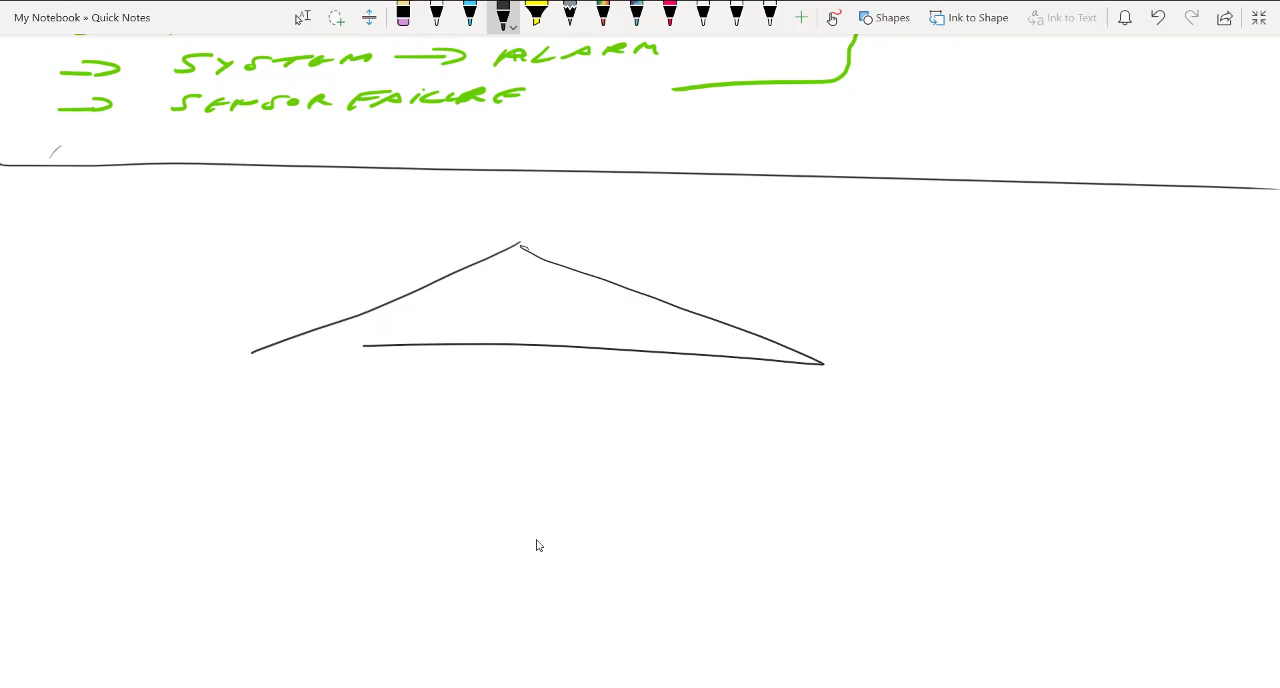 My Notebook » Quick Notes
Shapes
Ink to Shape
Ink to Text
⇒ SYSTEM → ALARM
⇒ SENSOR FAILURE